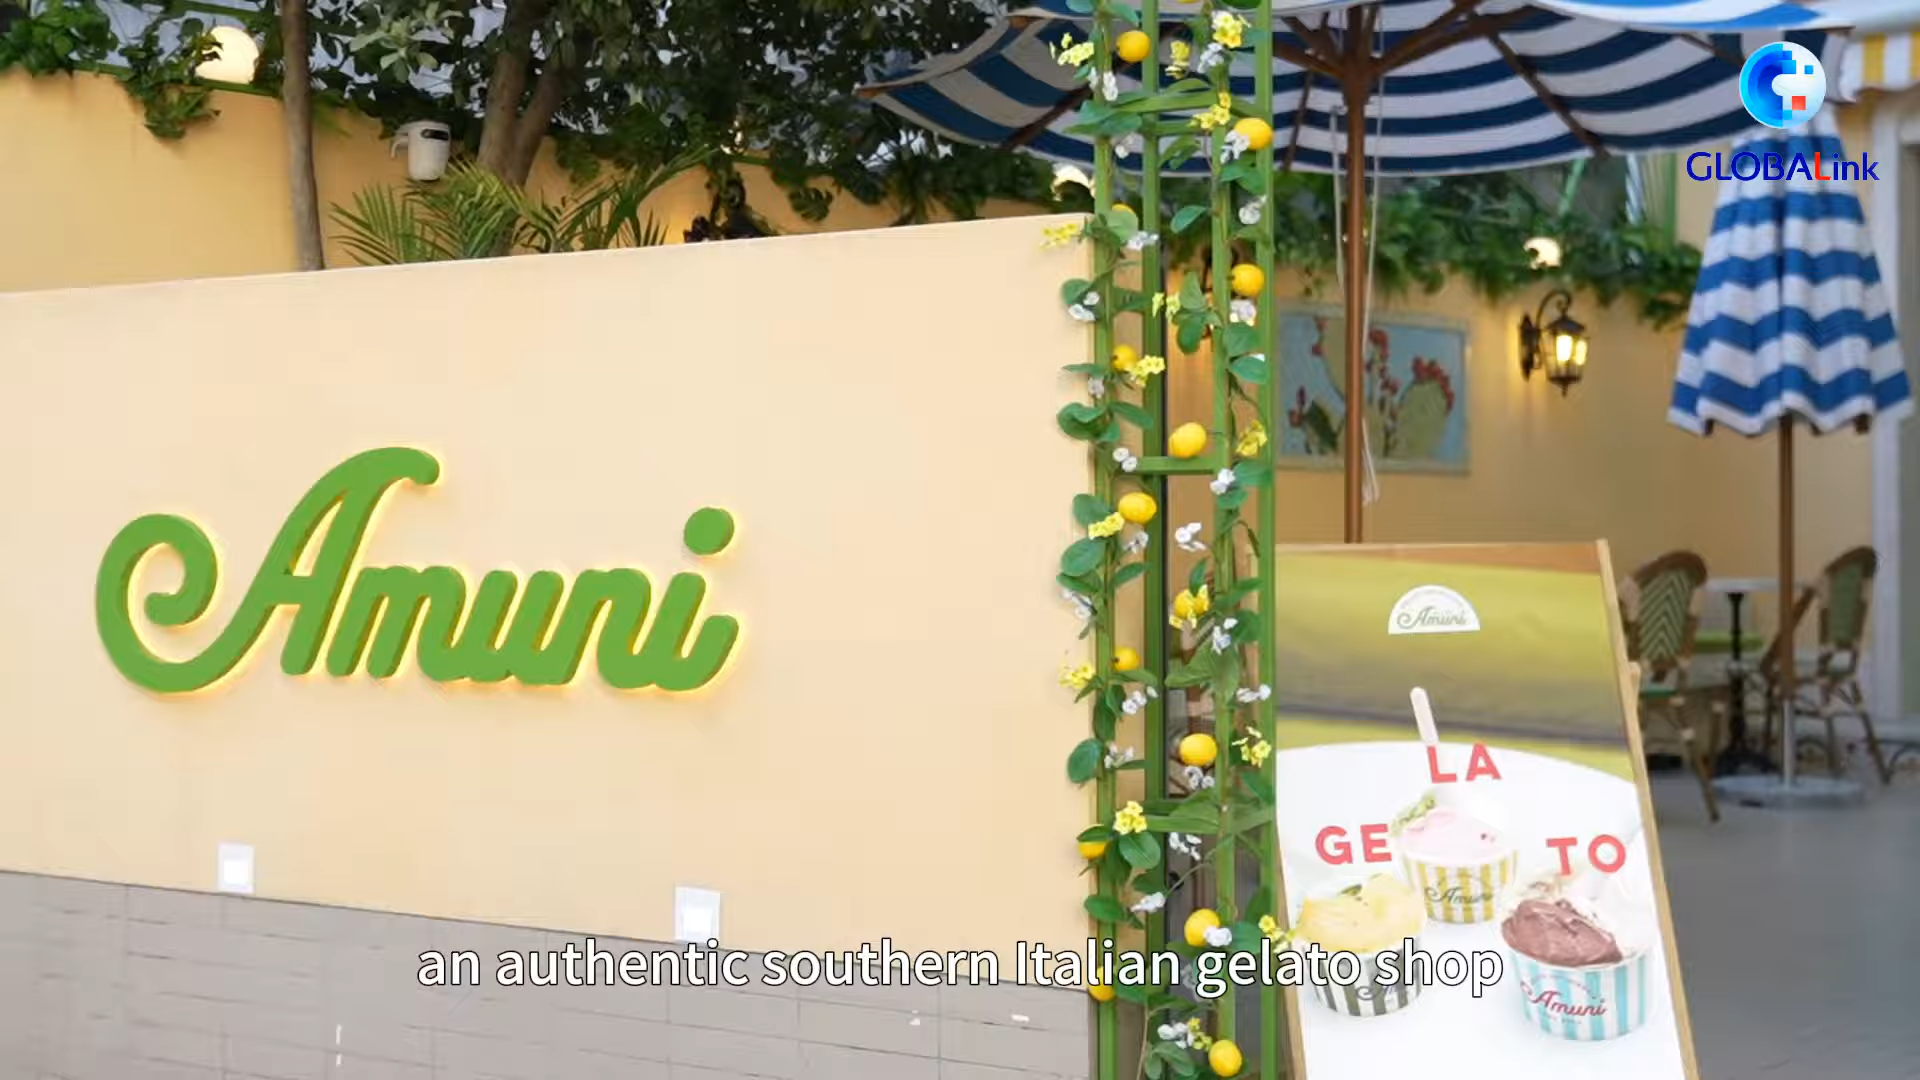 GLOBALink
Amuni
Amuni
LA
GE TO
Amuni
Amuni
an authentic southern Italian gelato shop